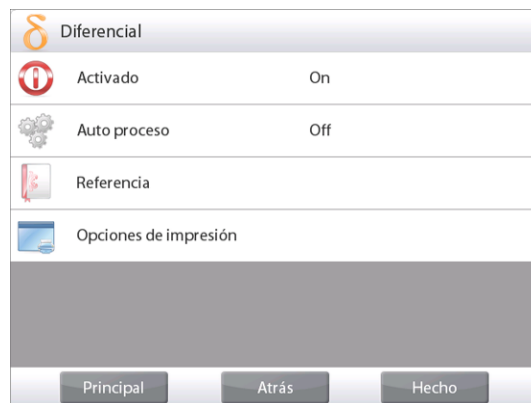 δ Diferencial
Activado On
Auto proceso Off
Referencia
Opciones de impresión
Principal Atrás Hecho